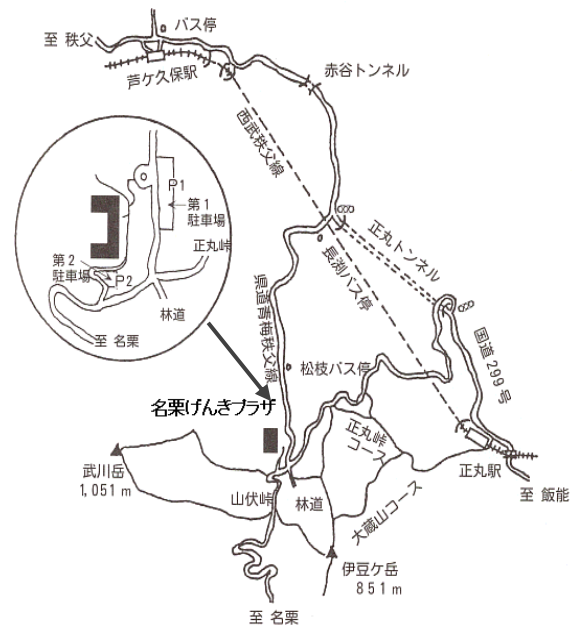 バス停
至 秩父
芦ケ久保駅
赤谷トンネル
西武秩父線
P1
第1
駐車場
正丸峠
第2
駐車場
P2
林道
至 名栗
正丸トンネル
長渕バス停
県道青梅秩父線
国道299号
松枝バス停
名栗げんきプラザ
正丸峠
コース
武川岳
1,051m
正丸駅
至 飯能
山伏峠
林道
大蔵山コース
伊豆ケ岳
851m
至 名栗